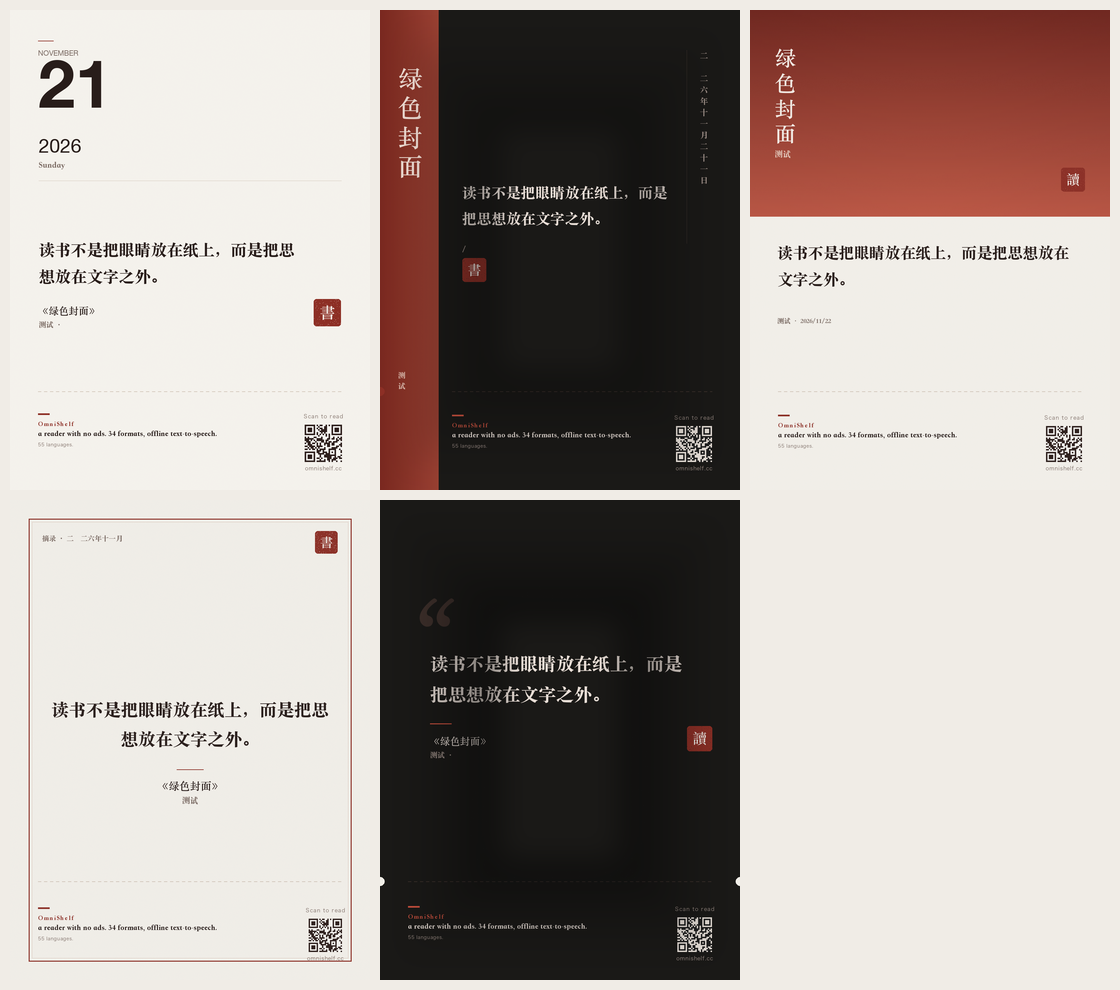 NOVEMBER
21
2026
Sunday
读书不是把眼睛放在纸上，而是把思
想放在文字之外。
《绿色封面》
测试 ·
書
OmniShelf
a reader with no ads. 34 formats, offline text-to-speech.
55 languages.
Scan to read
omnishelf.cc
绿色封面
测试
二 二六年十一月二十一日
读书不是把眼睛放在纸上，而是
把思想放在文字之外。
/
書
OmniShelf
a reader with no ads. 34 formats, offline text-to-speech.
55 languages.
Scan to read
omnishelf.cc
绿色封面
测试
讀
读书不是把眼睛放在纸上，而是把思想放在
文字之外。
测试 · 2026/11/22
OmniShelf
a reader with no ads. 34 formats, offline text-to-speech.
55 languages.
Scan to read
omnishelf.cc
摘录 · 二 二六年十一月
書
读书不是把眼睛放在纸上，而是把思
想放在文字之外。
《绿色封面》
测试
OmniShelf
a reader with no ads. 34 formats, offline text-to-speech.
55 languages.
Scan to read
omnishelf.cc
“
读书不是把眼睛放在纸上，而是
把思想放在文字之外。
《绿色封面》
测试 ·
讀
OmniShelf
a reader with no ads. 34 formats, offline text-to-speech.
55 languages.
Scan to read
omnishelf.cc